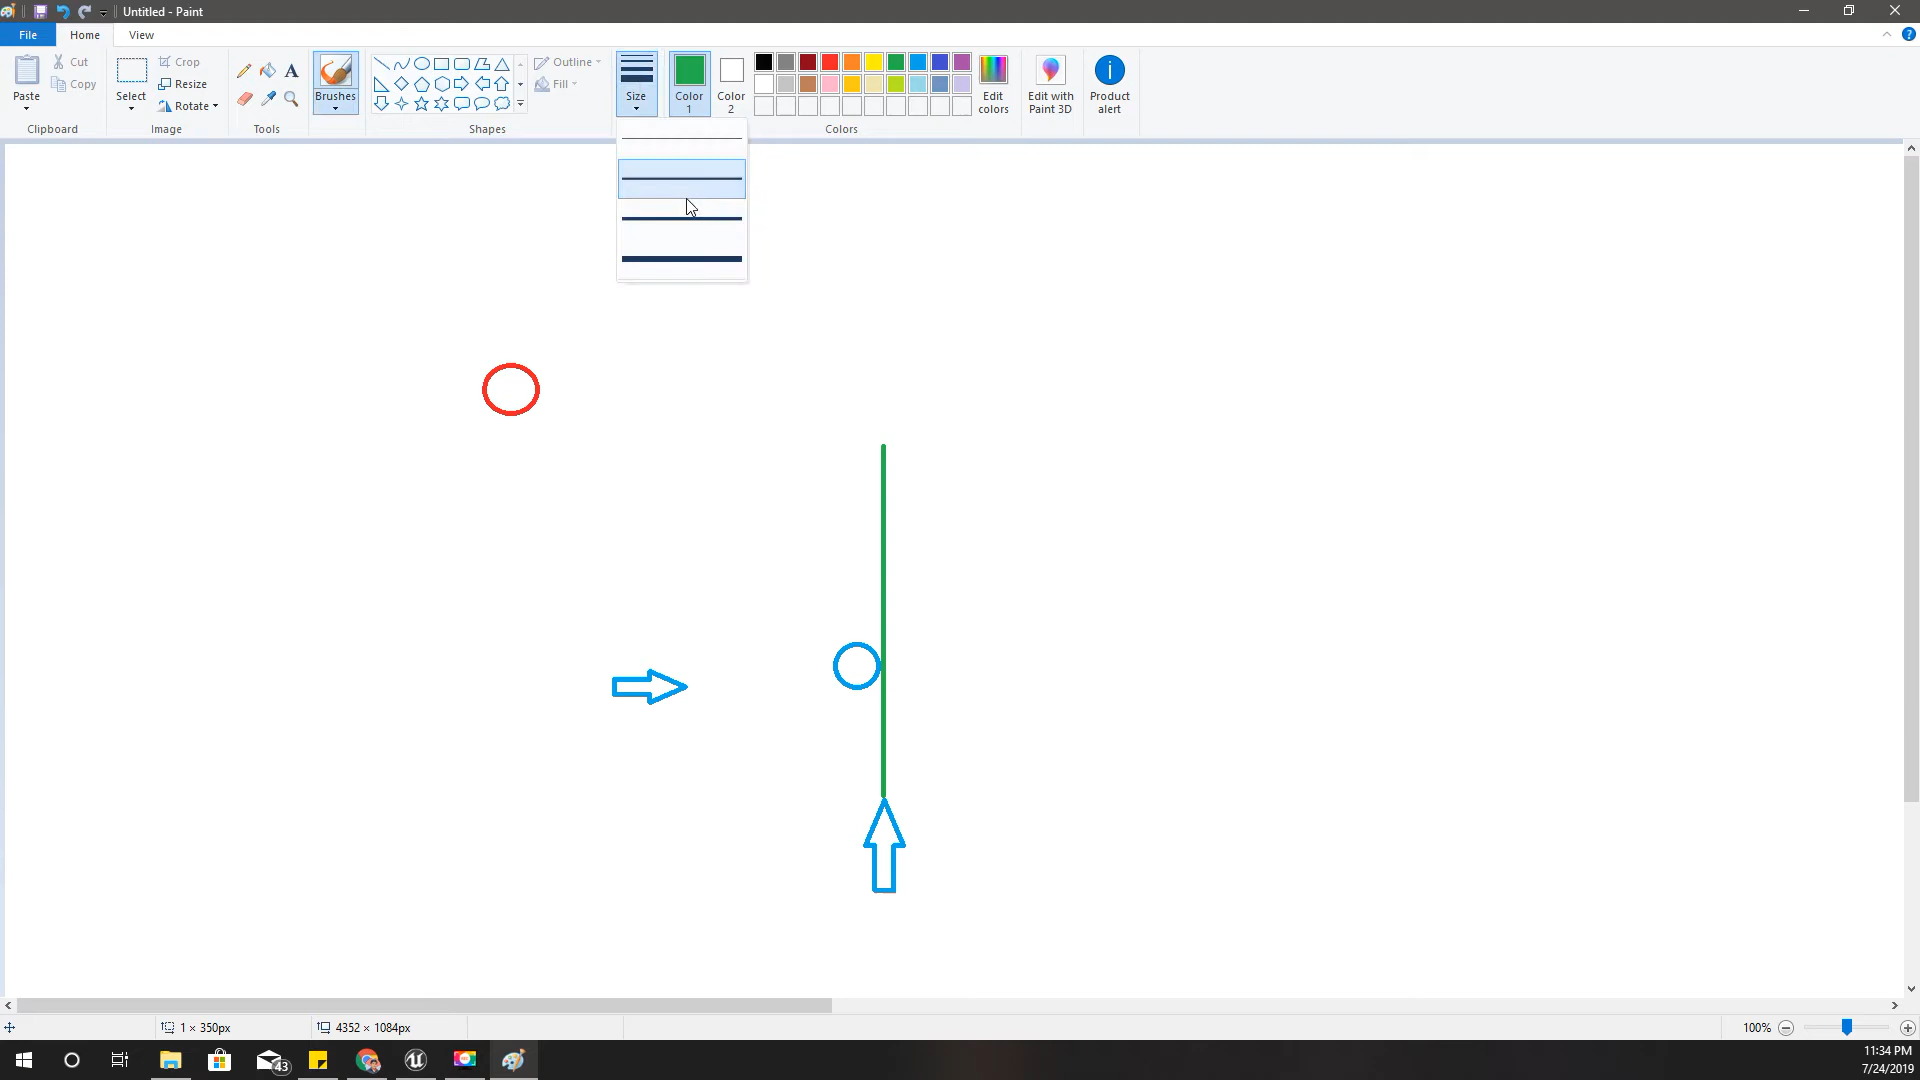 Untitled - Paint
File Home View
Paste
Cut
Copy
Clipboard
Select
Crop
Resize
Rotate
Image
A
Tools
Brushes
Shapes
Outline
Fill
Size
Color 1
Color 2
Colors
Edit colors
Edit with Paint 3D
Product alert
1 × 350px
4352 × 1084px
100%
43
11:34 PM
7/24/2019